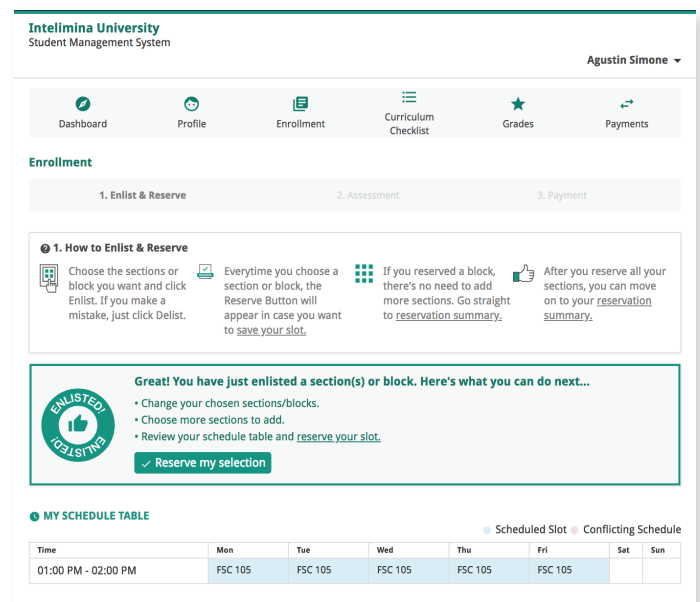 Intelimina University
Student Management System
Agustin Simone
Dashboard
Profile
Enrollment
Curriculum
Checklist
Grades
Payments
Enrollment
1. Enlist & Reserve
2. Assessment
3. Payment
1. How to Enlist & Reserve
Choose the sections or
block you want and click
Enlist. If you make a
mistake, just click Delist.
Everytime you choose a
section or block, the
Reserve Button will
appear in case you want
to save your slot.
If you reserved a block,
there's no need to add
more sections. Go straight
to reservation summary.
After you reserve all your
sections, you can move
on to your reservation
summary.
ENLISTED!
ENLISTED!
Great! You have just enlisted a section(s) or block. Here's what you can do next...
• Change your chosen sections/blocks.
• Choose more sections to add.
• Review your schedule table and reserve your slot.
Reserve my selection
MY SCHEDULE TABLE
Scheduled Slot Conflicting Schedule
Time Mon Tue Wed Thu Fri Sat Sun
01:00 PM - 02:00 PM FSC 105 FSC 105 FSC 105 FSC 105 FSC 105